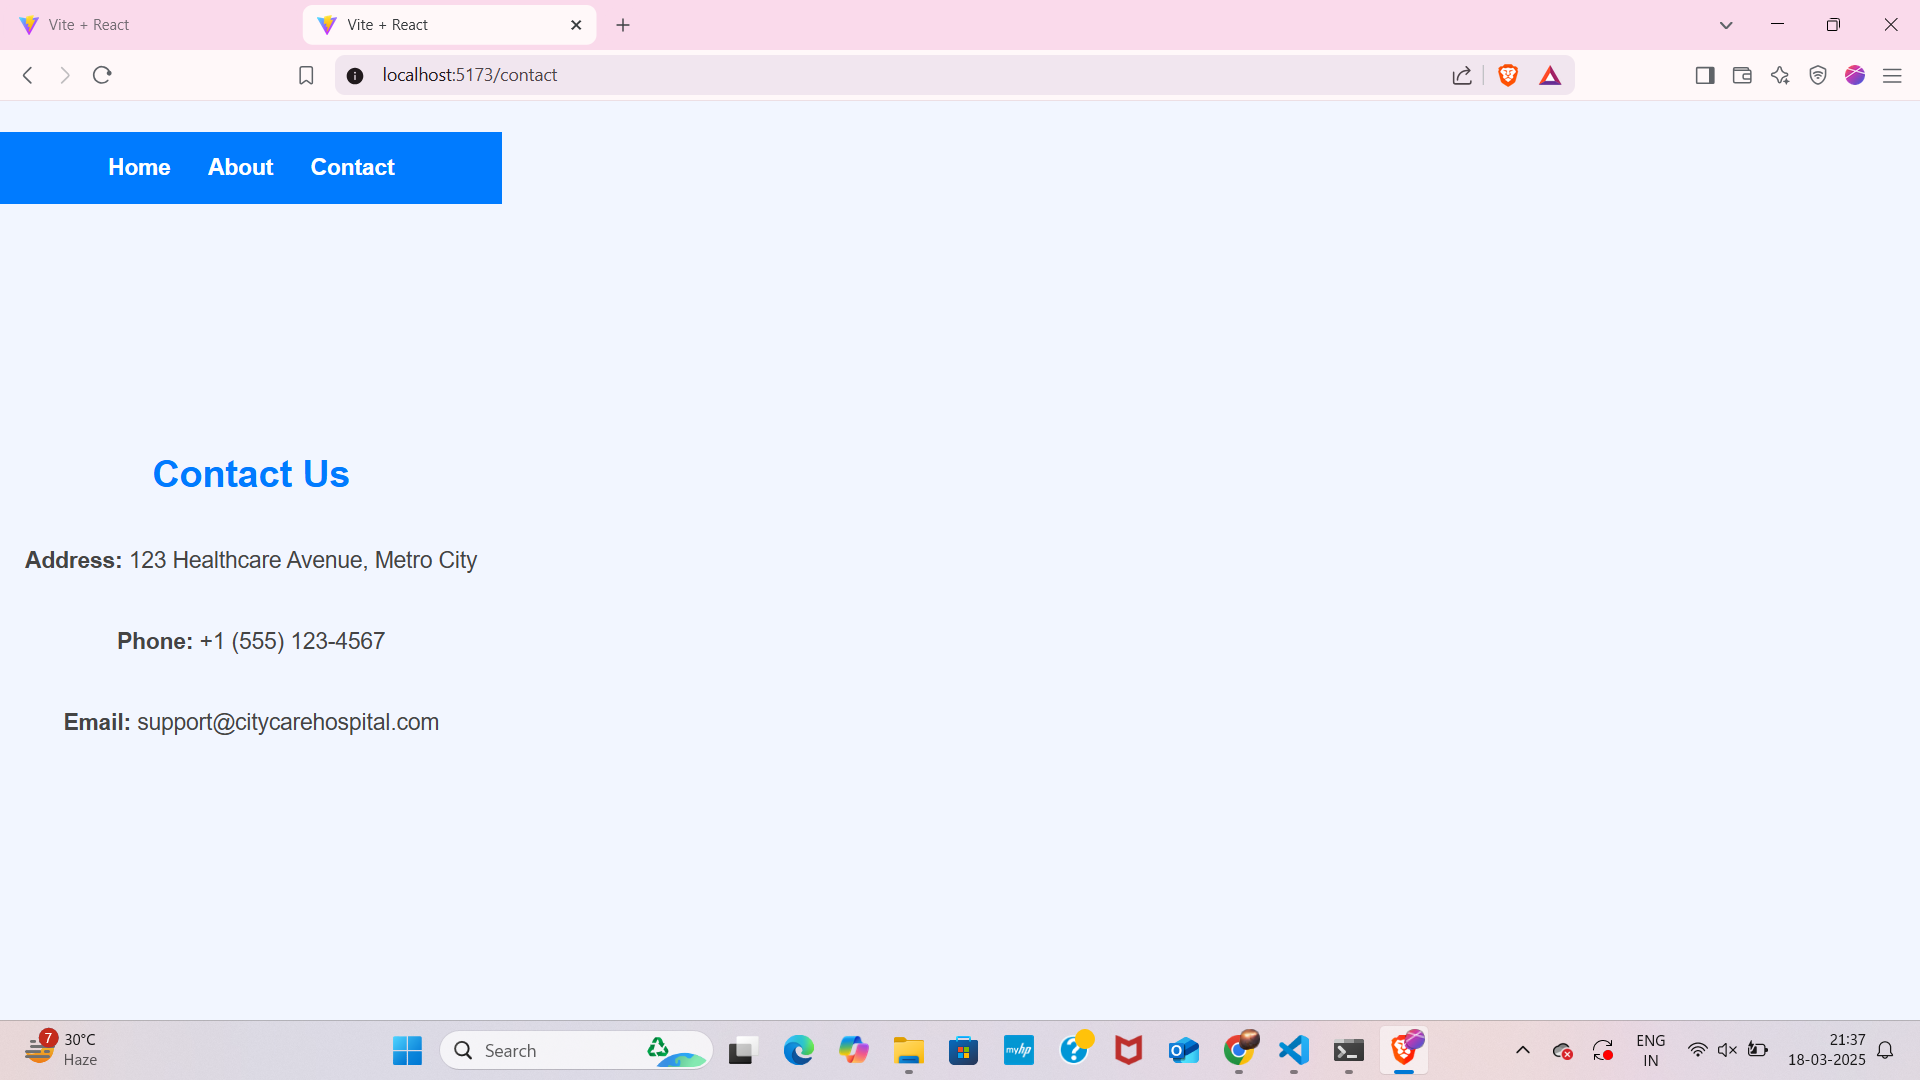 Vite + React
Vite + React
localhost:5173/contact
Home About Contact
Contact Us
Address: 123 Healthcare Avenue, Metro City
Phone: +1 (555) 123-4567
Email: support@citycarehospital.com
7
30°C
Haze
Search
myhp
ENG
IN
21:37
18-03-2025